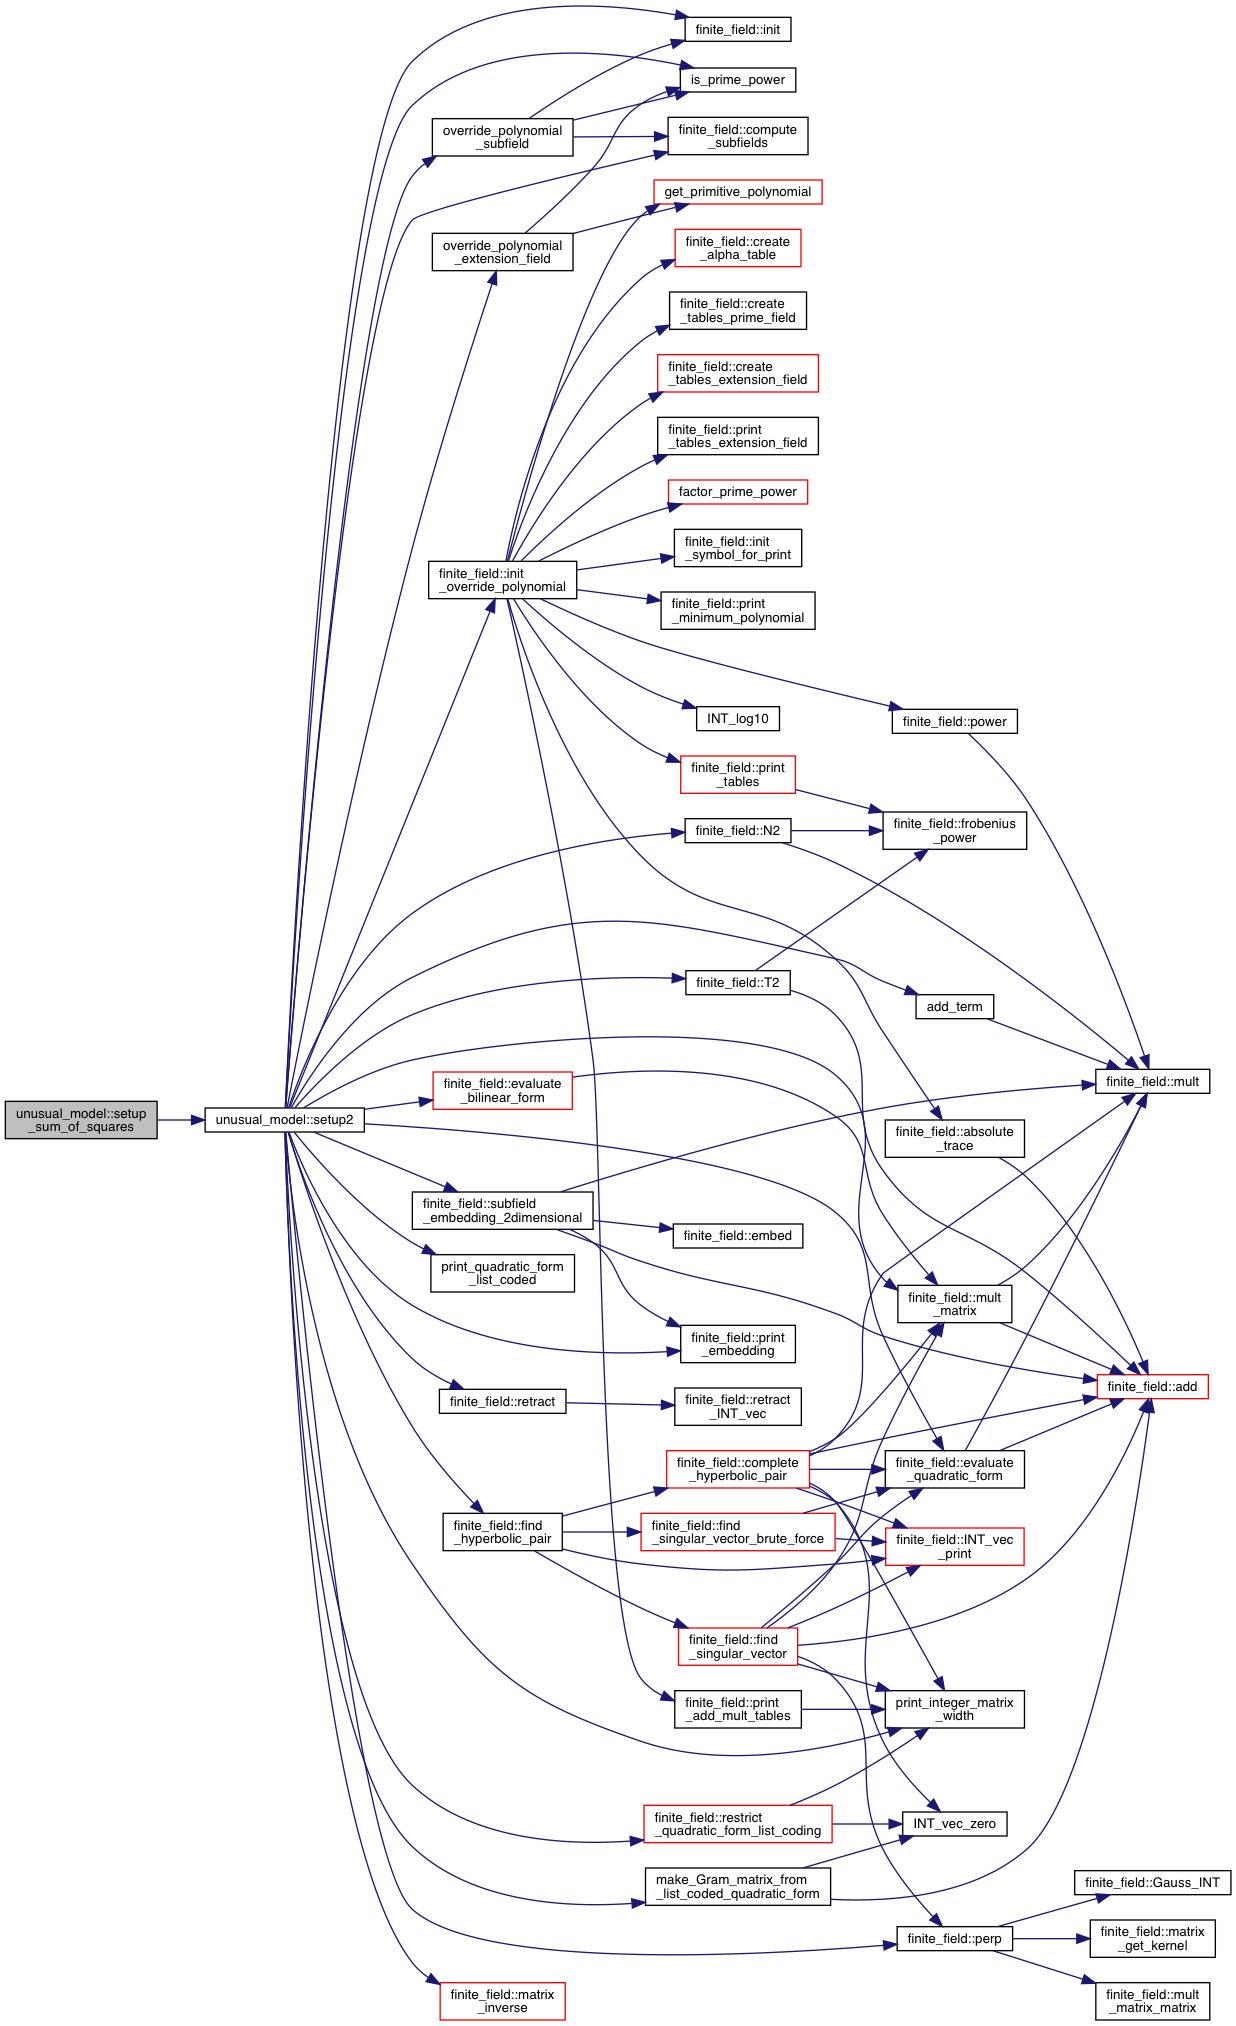 finite_field::init
is_prime_power
override_polynomial
_subfield
finite_field::compute
_subfields
get_primitive_polynomial
override_polynomial
_extension_field
finite_field::create
_alpha_table
finite_field::create
_tables_prime_field
finite_field::create
_tables_extension_field
finite_field::print
_tables_extension_field
factor_prime_power
finite_field::init
_symbol_for_print
finite_field::init
_override_polynomial
finite_field::print
_minimum_polynomial
INT_log10
finite_field::power
finite_field::print
_tables
finite_field::N2
finite_field::frobenius
_power
finite_field::T2
add_term
finite_field::mult
finite_field::evaluate
_bilinear_form
unusual_model::setup
_sum_of_squares
unusual_model::setup2
finite_field::absolute
_trace
finite_field::subfield
_embedding_2dimensional
finite_field::embed
print_quadratic_form
_list_coded
finite_field::mult
_matrix
finite_field::print
_embedding
finite_field::add
finite_field::retract
finite_field::retract
_INT_vec
finite_field::complete
_hyperbolic_pair
finite_field::evaluate
_quadratic_form
finite_field::find
_hyperbolic_pair
finite_field::find
_singular_vector_brute_force
finite_field::INT_vec
_print
finite_field::find
_singular_vector
finite_field::print
_add_mult_tables
print_integer_matrix
_width
finite_field::restrict
_quadratic_form_list_coding
INT_vec_zero
make_Gram_matrix_from
_list_coded_quadratic_form
finite_field::Gauss_INT
finite_field::perp
finite_field::matrix
_get_kernel
finite_field::matrix
_inverse
finite_field::mult
_matrix_matrix